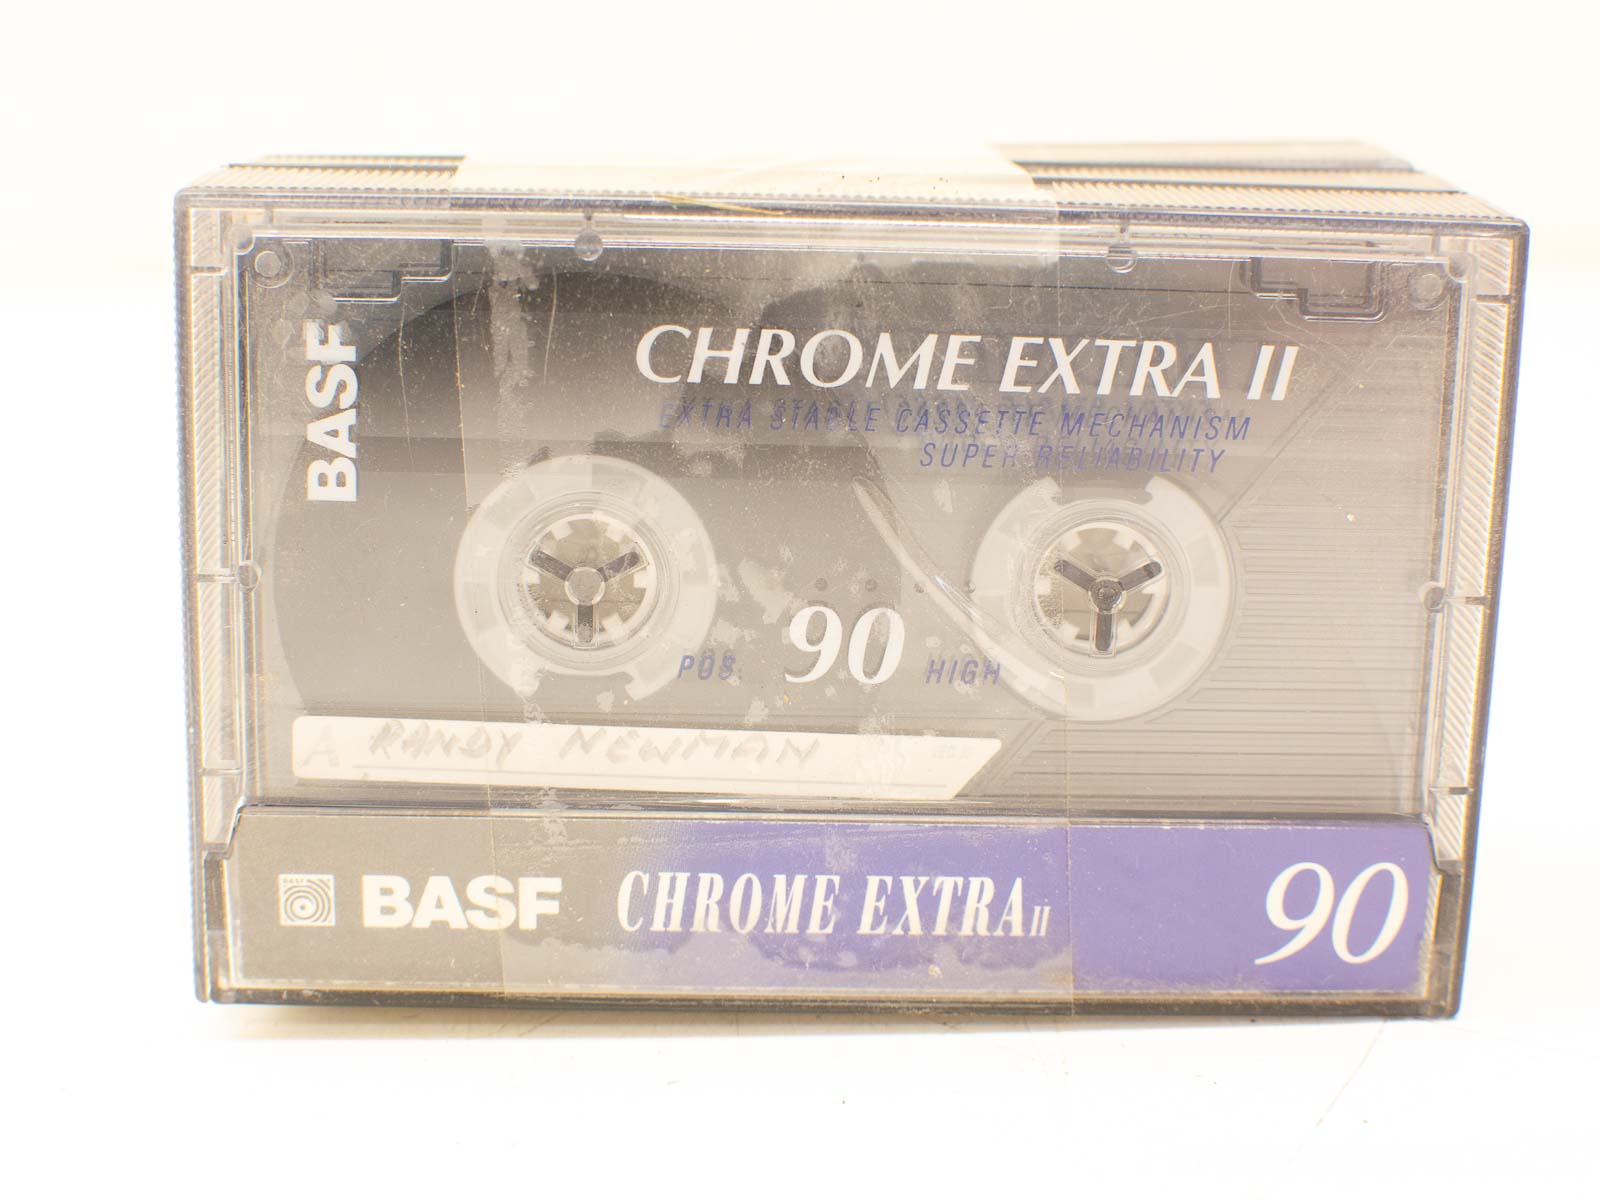 BASF
CHROME EXTRA II
EXTRA STABLE CASSETTE MECHANISM
SUPER RELIABILITY
POS. 90 HIGH
A RANDY NEWMAN
BASF CHROME EXTRA II 90